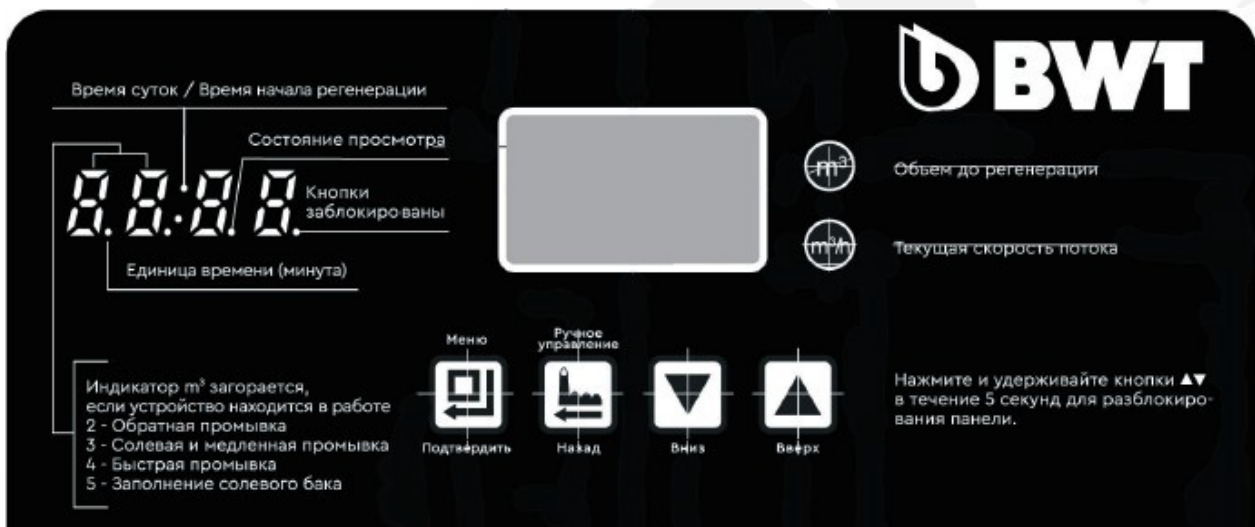 BWT
Время суток / Время начала регенерации
Состояние просмотра
Кнопки
заблокированы
Единица времени (минута)
m³
Объем до регенерации
m³/h
Текущая скорость потока
Меню
Подтвердить
Ручное
управление
Назад
Вниз
Вверх
Индикатор m³ загорается,
если устройство находится в работе
2 - Обратная промывка
3 - Солевая и медленная промывка
4 - Быстрая промывка
5 - Заполнение солевого бака
Нажмите и удерживайте кнопки ▲▼
в течение 5 секунд для разблокиро-
вания панели.